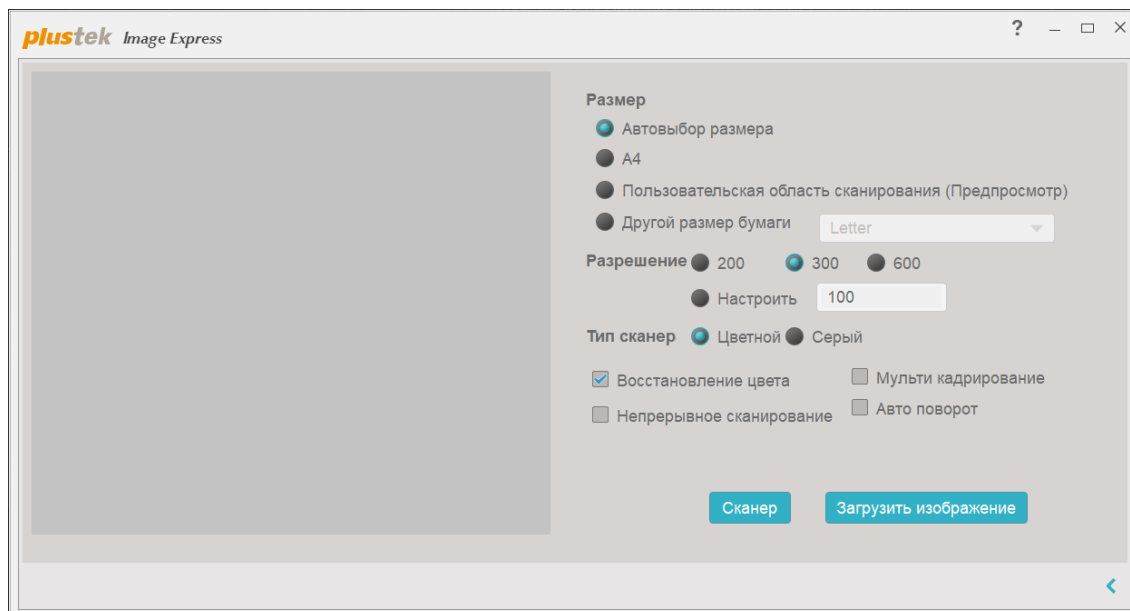 plustek Image Express
?
Размер
Автовыбор размера
A4
Пользовательская область сканирования (Предпросмотр)
Другой размер бумаги Letter
Разрешение 200 300 600
Настроить 100
Тип сканер Цветной Серый
Восстановление цвета Мульти кадрирование
Непрерывное сканирование Авто поворот
Сканер Загрузить изображение